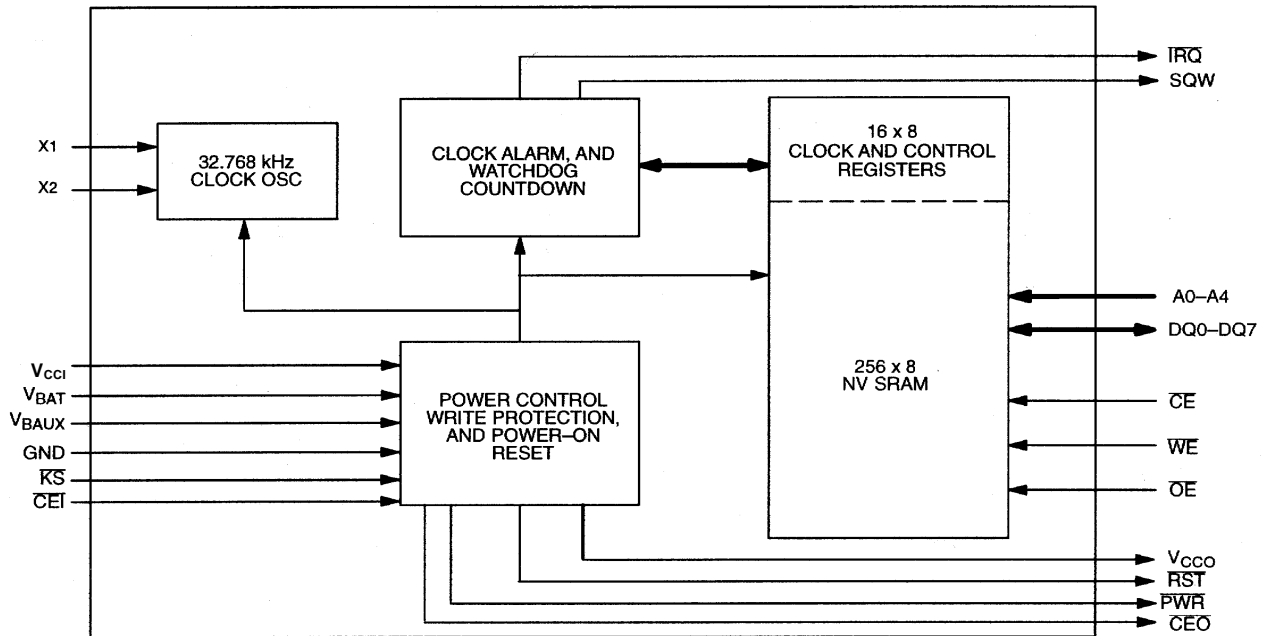 IRQ
SQW
X1
X2
32.768 kHz
CLOCK OSC
CLOCK ALARM, AND
WATCHDOG
COUNTDOWN
16 x 8
CLOCK AND CONTROL
REGISTERS
A0–A4
DQ0–DQ7
256 x 8
NV SRAM
CE
WE
OE
VCCI
VBAT
VBAUX
GND
KS
CEI
POWER CONTROL
WRITE PROTECTION,
AND POWER–ON
RESET
VCCO
RST
PWR
CEO